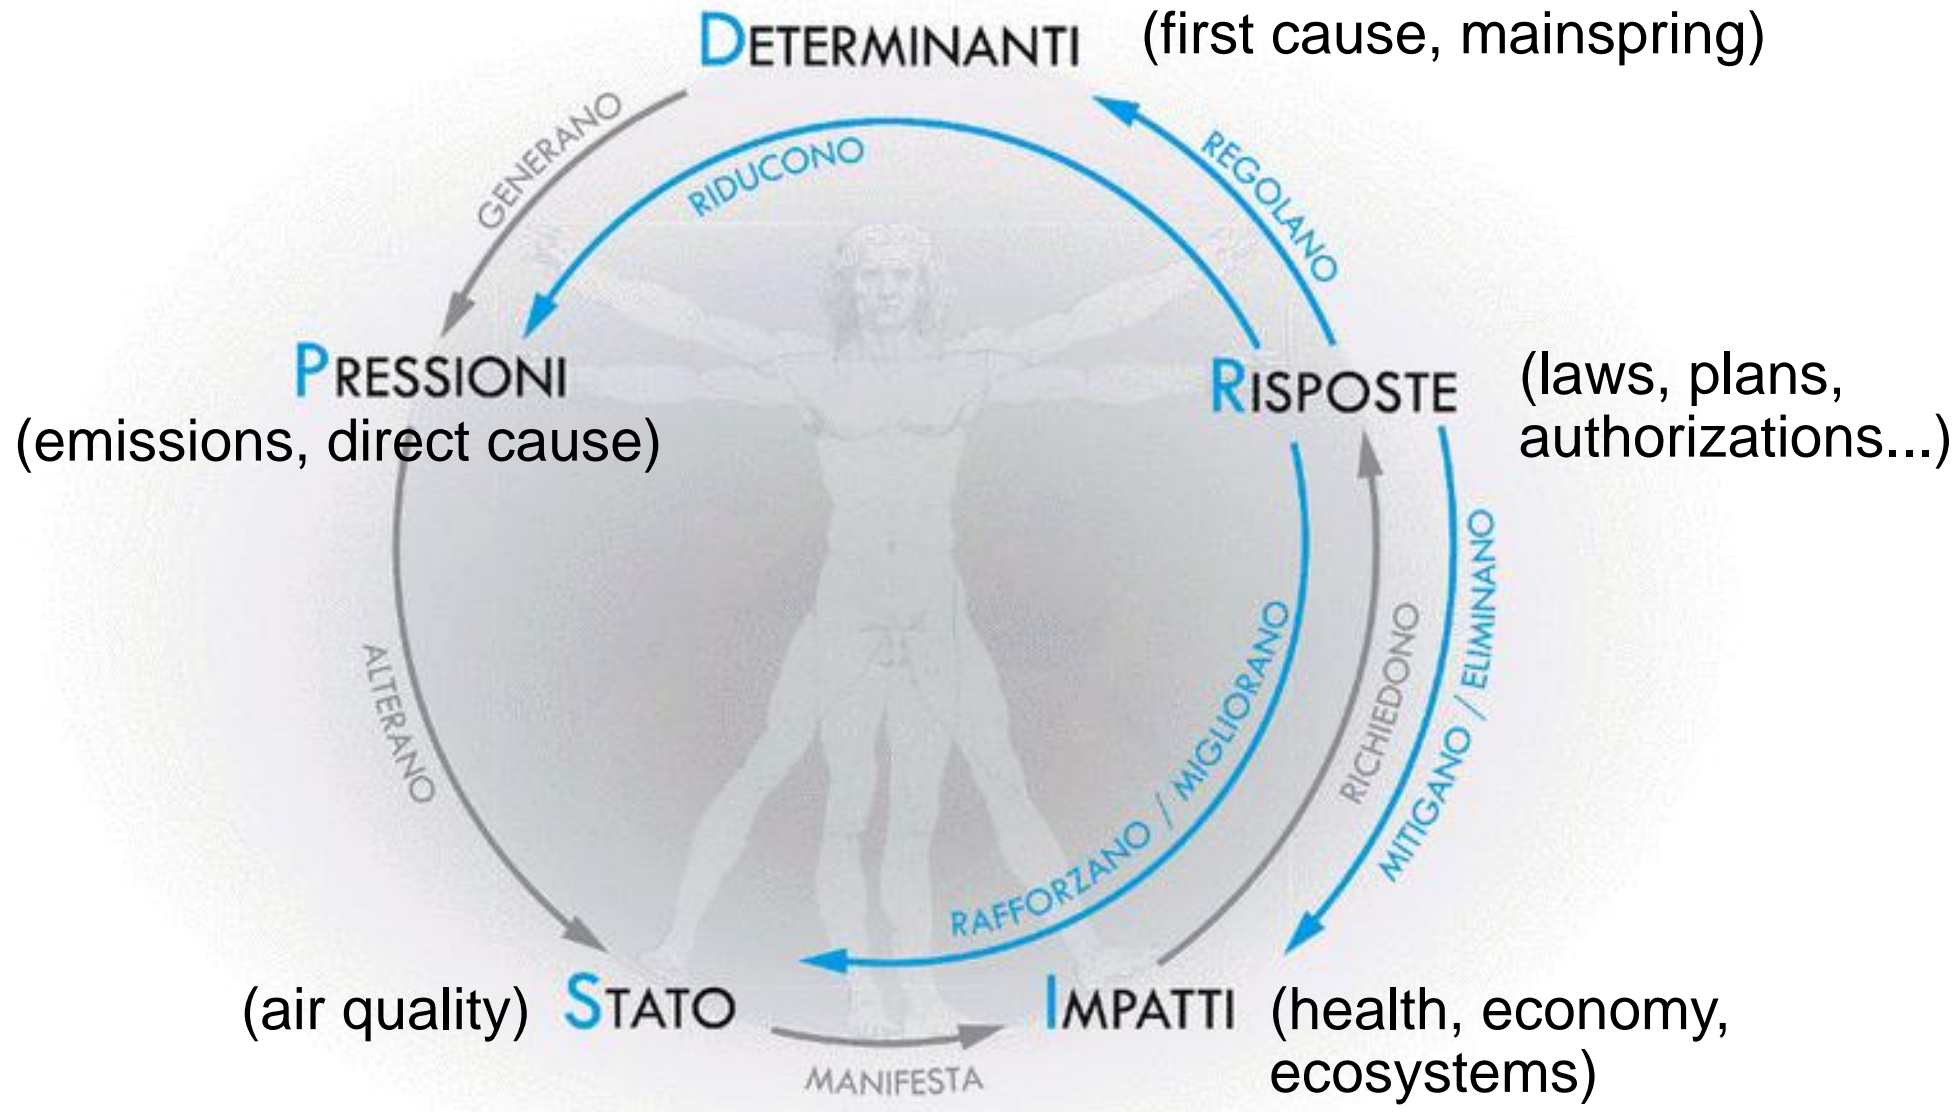 DETERMINANTI (first cause, mainspring)
GENERANO
RIDUCONO
REGOLANO
PRESSIONI
(emissions, direct cause)
RISPOSTE (laws, plans,
authorizations...)
ALTERANO
RAFFORZANO / MIGLIORANO
RICHIEDONO
MITIGANO / ELIMINANO
(air quality) STATO
MANIFESTA
IMPATTI (health, economy,
ecosystems)